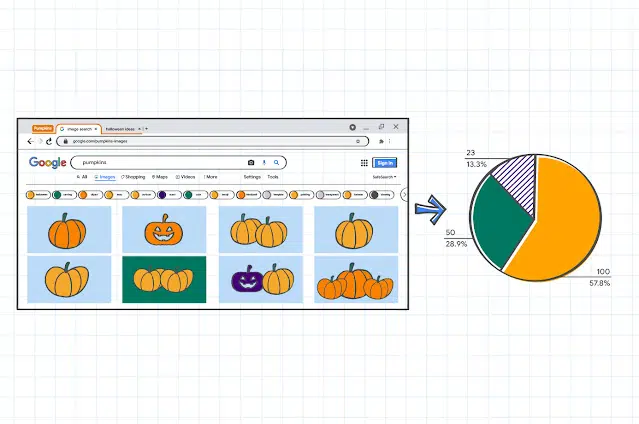 Pumpkins
image search
halloween ideas
google.com/pumpkins-images
Google
pumpkins
Sign in
All
Images
Shopping
Maps
Videos
More
Settings
Tools
SafeSearch
23
13.3%
50
28.9%
100
57.8%